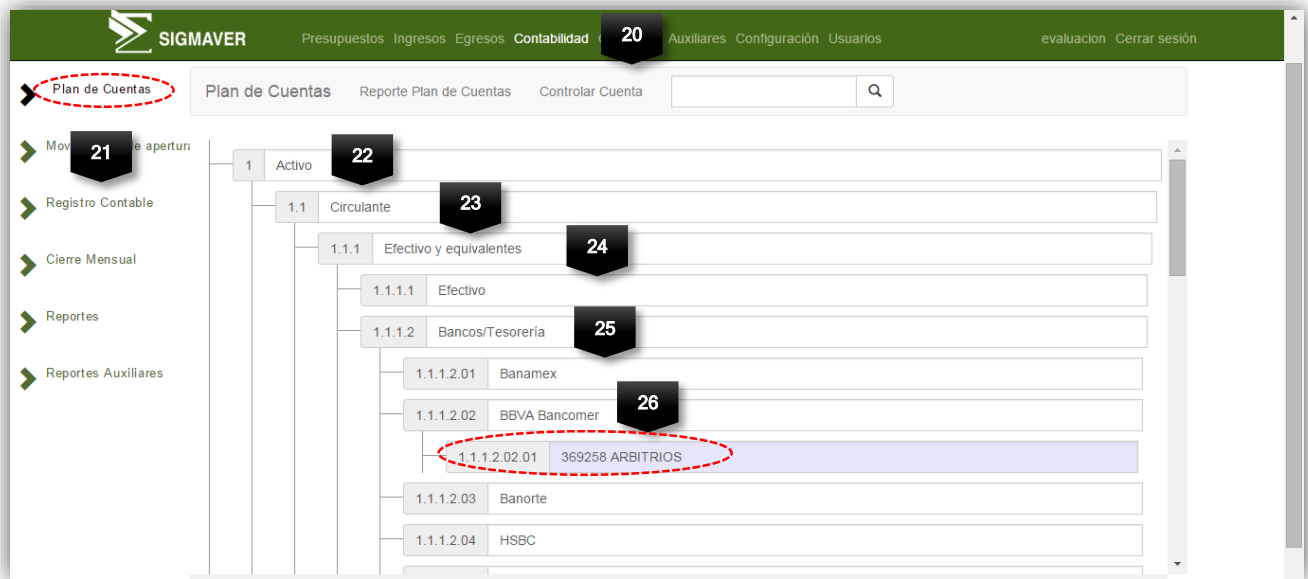 SIGMAVER Presupuestos Ingresos Egresos Contabilidad 20 Auxiliares Configuración Usuarios evaluacion Cerrar sesión
Plan de Cuentas
Plan de Cuentas Reporte Plan de Cuentas Controlar Cuenta
21 apertura
Registro Contable
Cierre Mensual
Reportes
Reportes Auxiliares
1 Activo 22
1.1 Circulante 23
1.1.1 Efectivo y equivalentes 24
1.1.1.1 Efectivo
1.1.1.2 Bancos/Tesorería 25
1.1.1.2.01 Banamex
1.1.1.2.02 BBVA Bancomer 26
1.1.1.2.02.01 369258 ARBITRIOS
1.1.1.2.03 Banorte
1.1.1.2.04 HSBC